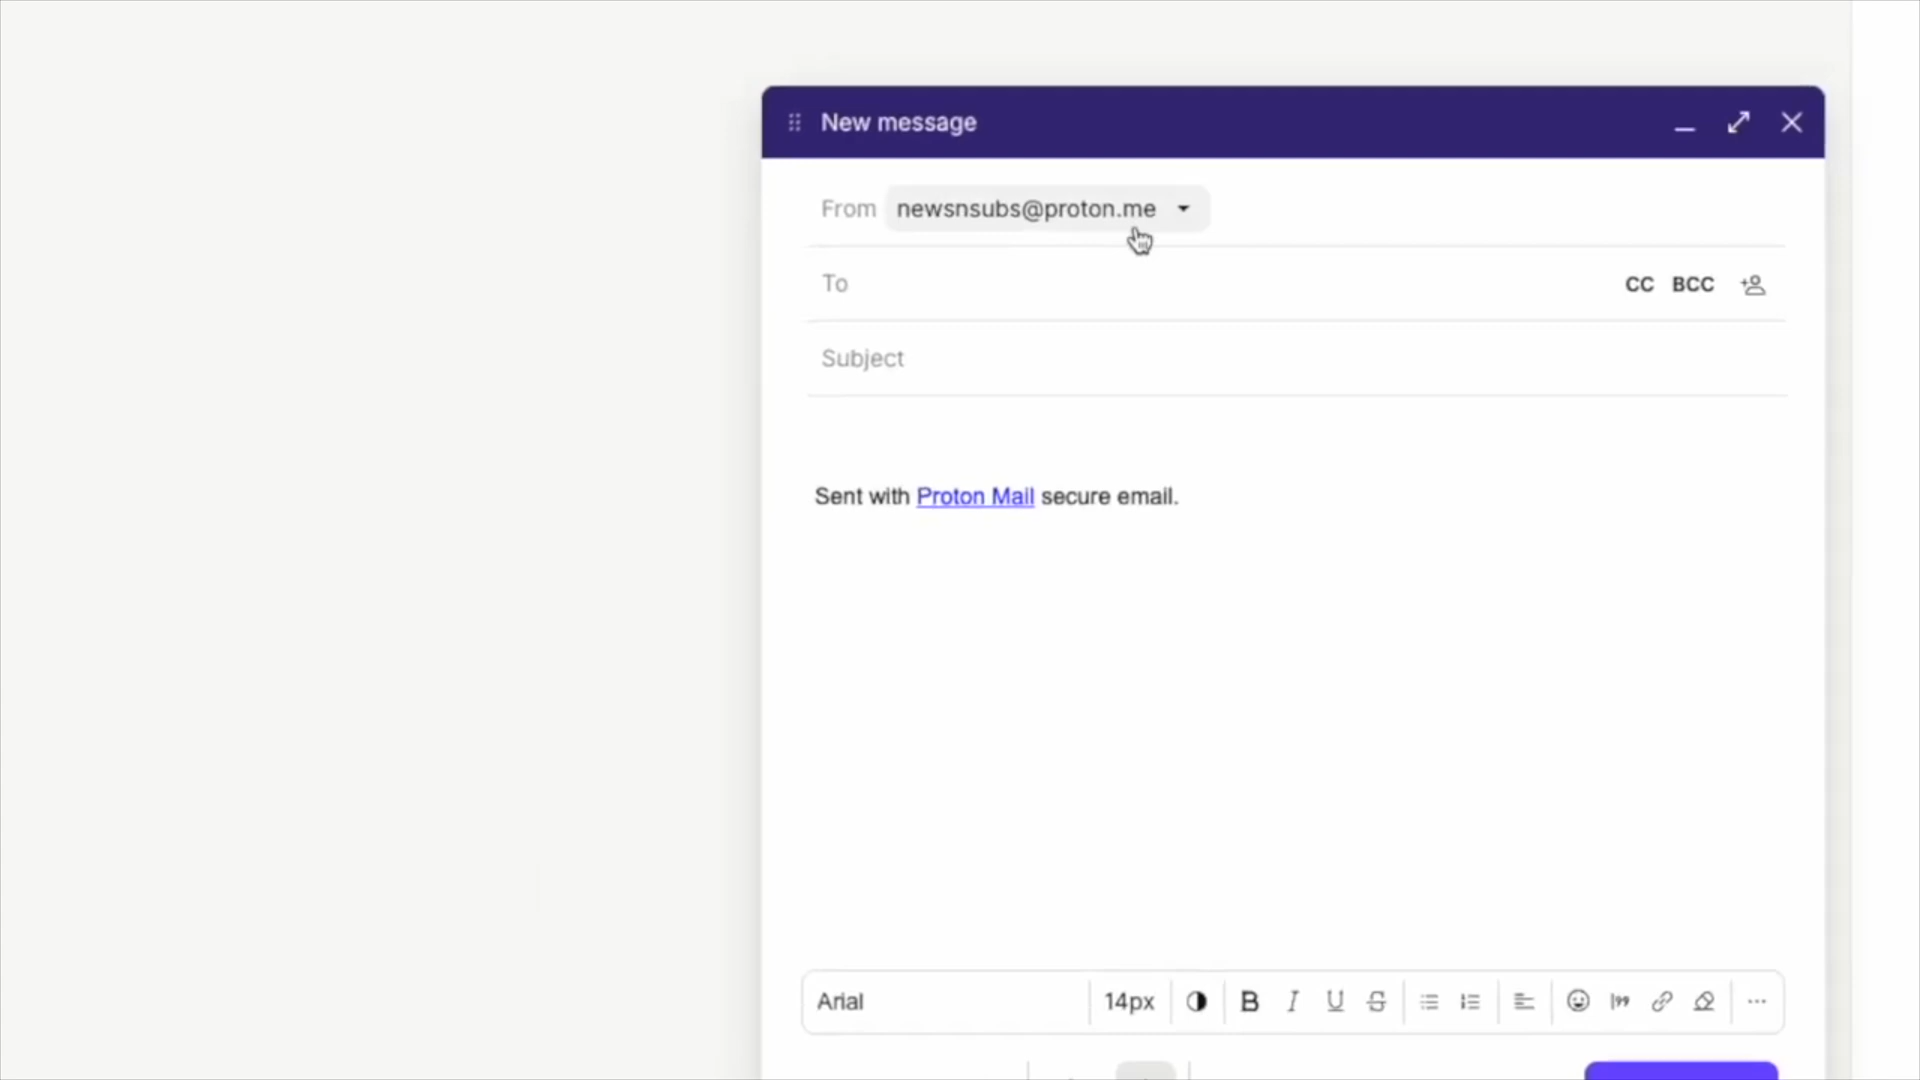 New message
From newsnsubs@proton.me
To CC BCC
Subject
Sent with Proton Mail secure email.
Arial 14px B I U S